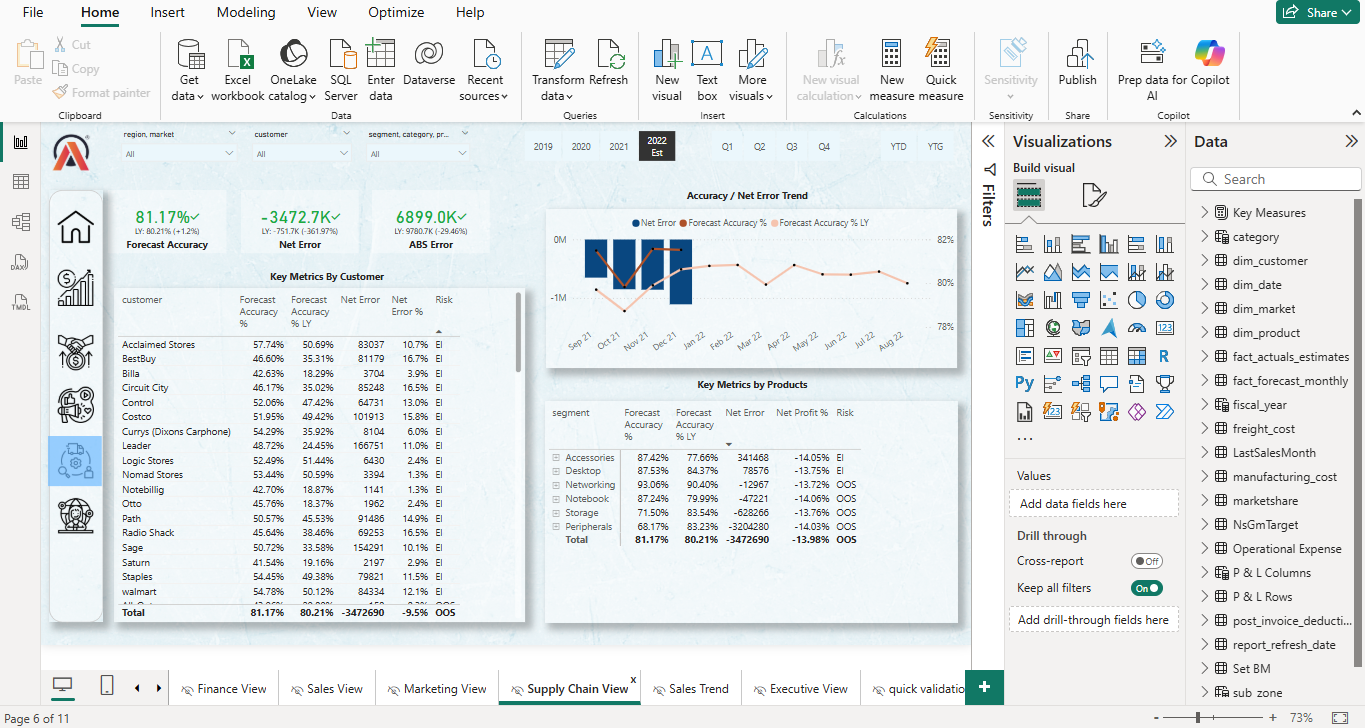 File Home Insert Modeling View Optimize Help Share
Paste Cut Copy Format painter
Clipboard
Get data Excel workbook OneLake catalog SQL Server Enter data Dataverse Recent sources
Data
Transform data Refresh
Queries
New visual Text box More visuals
Insert
New visual calculation New measure Quick measure
Calculations
Sensitivity
Sensitivity
Publish
Share
Prep data for AI Copilot
Copilot
region, market customer segment, category, pr...
All All All
2019 2020 2021 2022 Est Q1 Q2 Q3 Q4 YTD YTG
81.17%
LY: 80.21% (+1.2%)
Forecast Accuracy
-3472.7K
LY: -751.7K (-361.97%)
Net Error
6899.0K
LY: 9780.7K (-29.46%)
ABS Error
Key Metrics By Customer
customer Forecast Accuracy % Forecast Accuracy % LY Net Error Net Error % Risk
Acclaimed Stores 57.74% 50.69% 83037 10.7% EI
BestBuy 46.60% 35.31% 81179 16.7% EI
Billa 42.63% 18.29% 3704 3.9% EI
Circuit City 46.17% 35.02% 85248 16.5% EI
Control 52.06% 47.42% 64731 13.0% EI
Costco 51.95% 49.42% 101913 15.8% EI
Currys (Dixons Carphone) 54.29% 35.92% 8104 6.0% EI
Leader 48.72% 24.45% 166751 11.0% EI
Logic Stores 52.49% 51.44% 6430 2.4% EI
Nomad Stores 53.44% 50.59% 3394 1.3% EI
Notebillig 42.70% 18.87% 1141 1.3% EI
Otto 45.76% 18.37% 1962 2.4% EI
Path 50.57% 45.53% 91486 14.9% EI
Radio Shack 45.64% 38.46% 69253 16.5% EI
Sage 50.72% 33.58% 154291 10.1% EI
Saturn 41.54% 19.16% 2197 2.9% EI
Staples 54.45% 49.38% 79821 11.5% EI
walmart 54.78% 50.12% 84334 12.1% EI
Total 81.17% 80.21% -3472690 -9.5% OOS
Accuracy / Net Error Trend
Net Error Forecast Accuracy % Forecast Accuracy % LY
0M 82%
80%
-1M
78%
Sep 21 Oct 21 Nov 21 Dec 21 Jan 22 Feb 22 Mar 22 Apr 22 May 22 Jun 22 Jul 22 Aug 22
Key Metrics by Products
segment Forecast Accuracy % Forecast Accuracy % LY Net Error Net Profit % Risk
Accessories 87.42% 77.66% 341468 -14.05% EI
Desktop 87.53% 84.37% 78576 -13.75% EI
Networking 93.06% 90.40% -12967 -13.72% OOS
Notebook 87.24% 79.99% -47221 -14.06% OOS
Storage 71.50% 83.54% -628266 -13.76% OOS
Peripherals 68.17% 83.23% -3204280 -14.03% OOS
Total 81.17% 80.21% -3472690 -13.98% OOS
Filters
Visualizations
Build visual
123
R
Py
123
...
Values
Add data fields here
Drill through
Cross-report Off
Keep all filters On
Add drill-through fields here
Data
Search
Key Measures
category
dim_customer
dim_date
dim_market
dim_product
fact_actuals_estimates
fact_forecast_monthly
fiscal_year
freight_cost
LastSalesMonth
manufacturing_cost
marketshare
NsGmTarget
Operational Expense
P & L Columns
P & L Rows
post_invoice_deducti...
report_refresh_date
Set BM
sub_zone
DAX
TMDL
Finance View Sales View Marketing View Supply Chain View x Sales Trend Executive View quick validatio +
Page 6 of 11 - + 73%